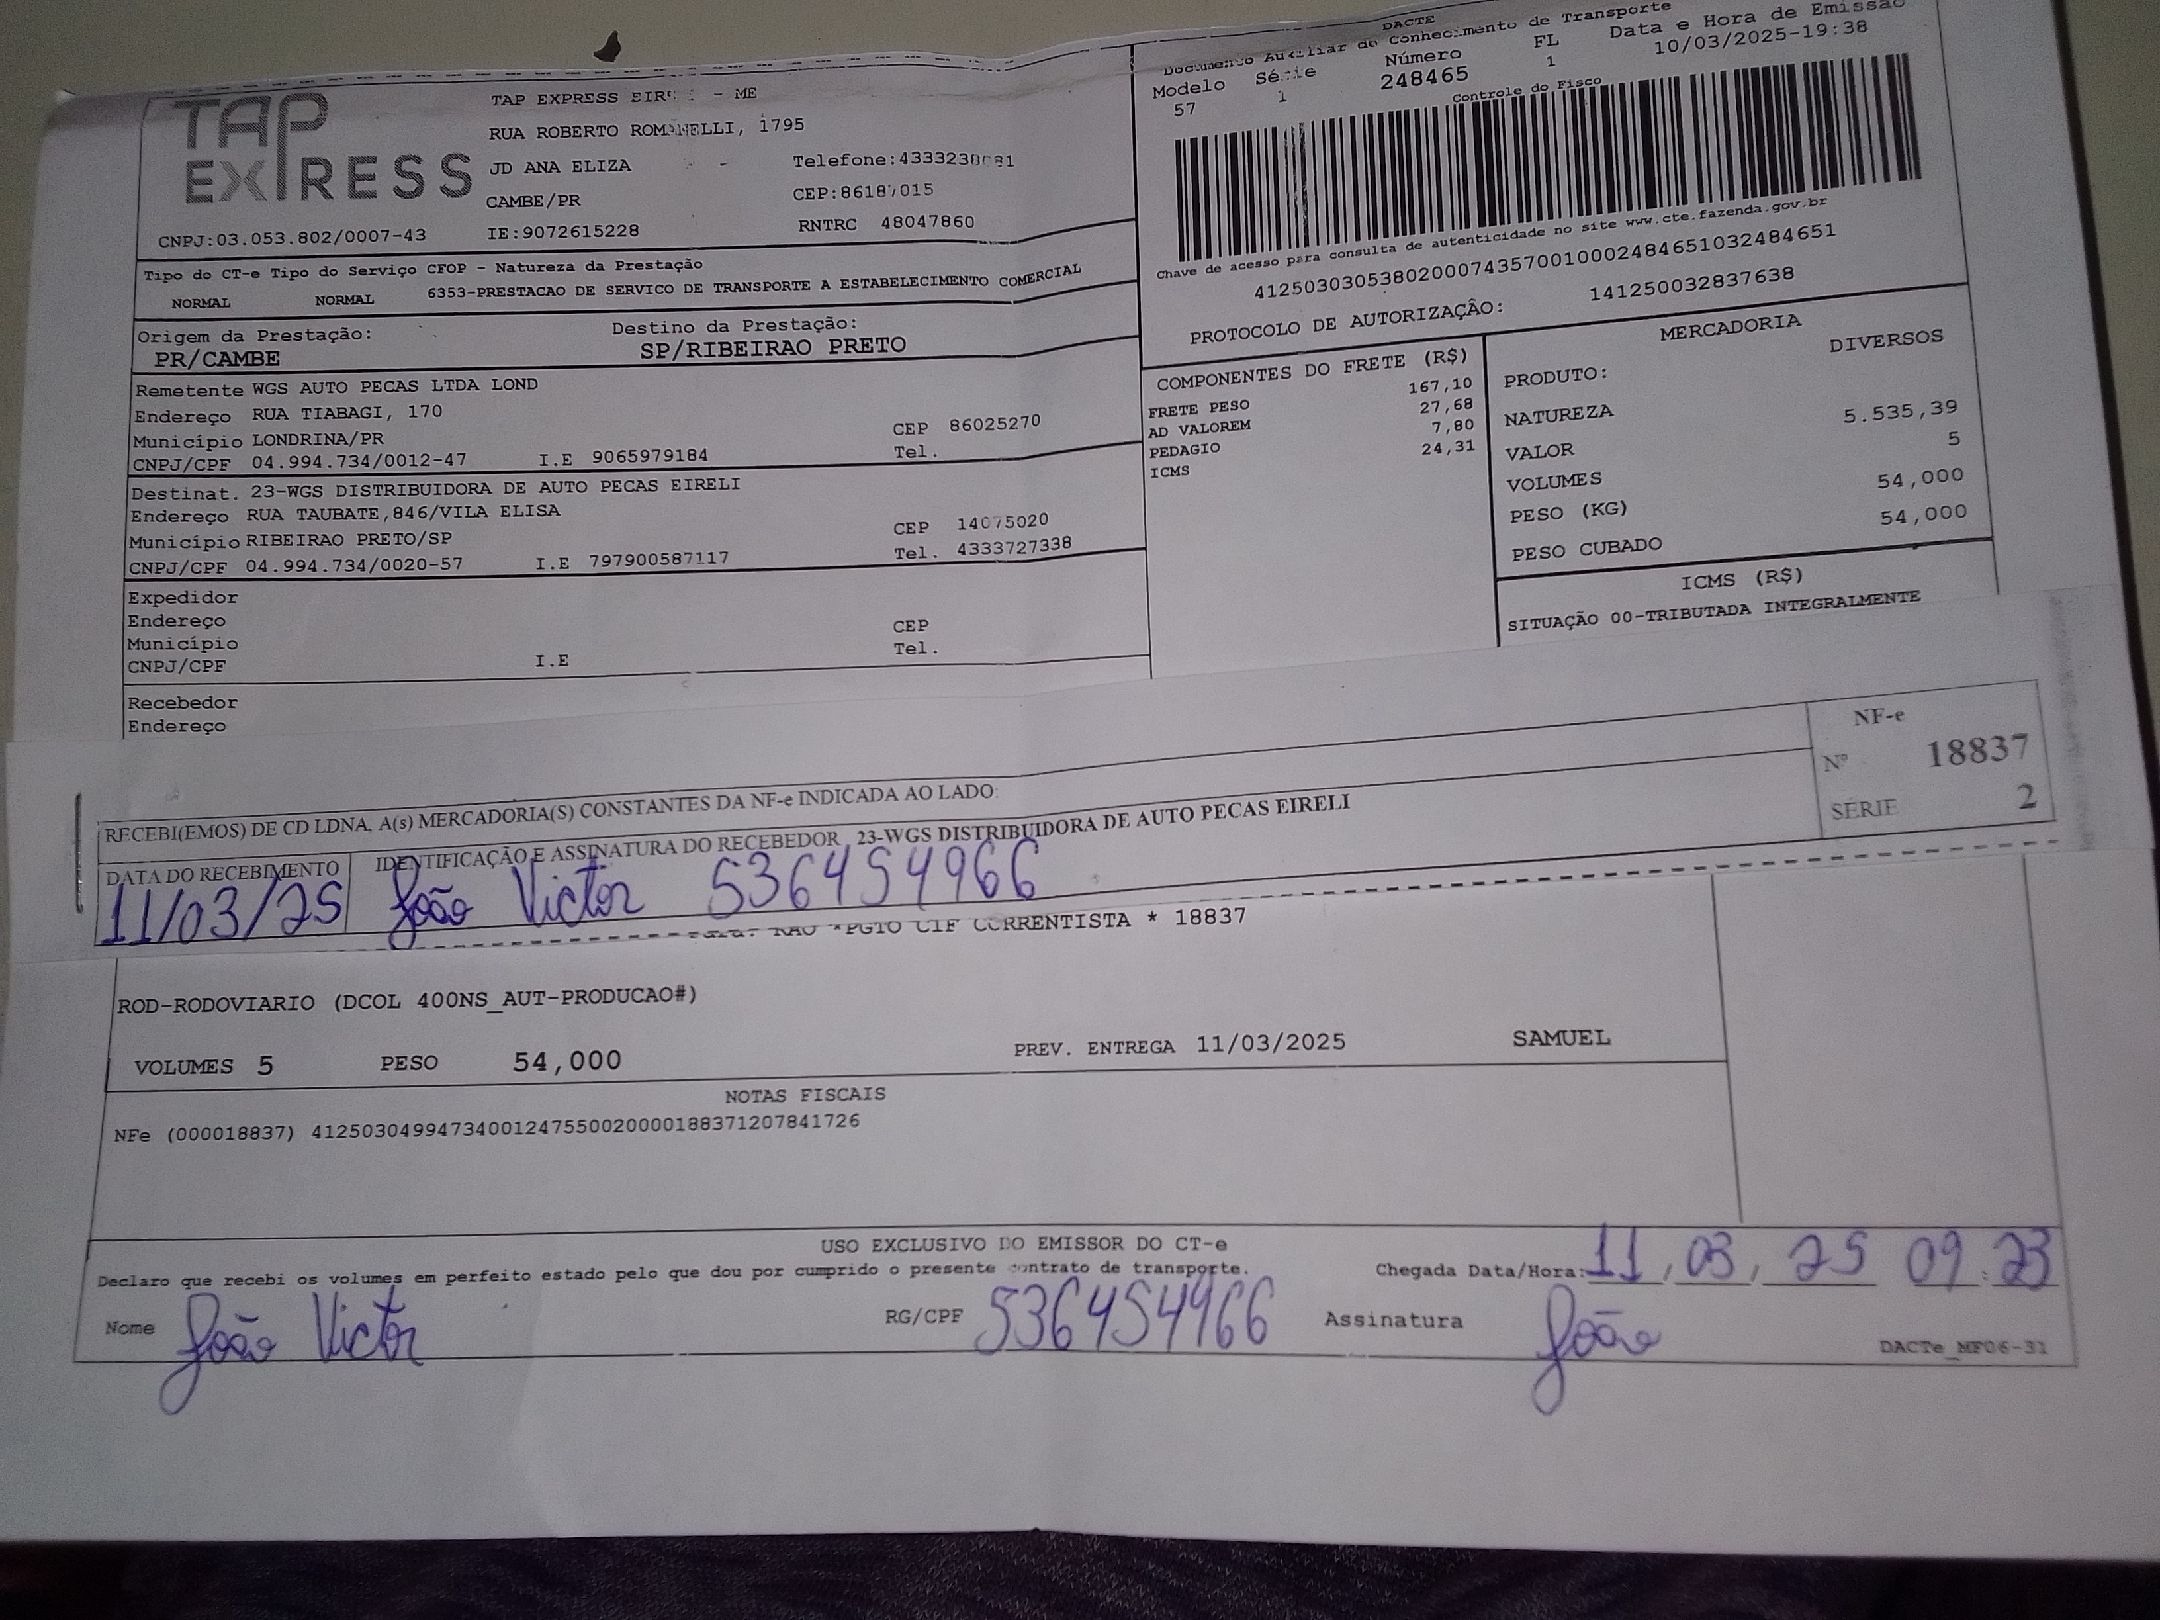 TAP
EXPRESS
TAP EXPRESS - ME
RUA ROBERTO ROMANELLI, 1795
JD ANA ELIZA -
CAMBE/PR CEP:86187015
CNPJ:03.053.802/0007-43 IE:9072615228 RNTRC 48047860
DACTE
Documento Auxiliar do Conhecimento de Transporte
Modelo Série Número FL Data e Hora de Emissão
57 1 248465 1 10/03/2025-19:38
Controle do Fisco
Chave de acesso para consulta de autenticidade no site www.cte.fazenda.gov.br
41250303053802000743570010002484651032484651
PROTOCOLO DE AUTORIZAÇÃO: 141250032837638
Tipo do CT-e Tipo do Serviço CFOP - Natureza da Prestação
NORMAL NORMAL 6353-PRESTACAO DE SERVICO DE TRANSPORTE A ESTABELECIMENTO COMERCIAL
Origem da Prestação: Destino da Prestação:
PR/CAMBE SP/RIBEIRAO PRETO
Remetente WGS AUTO PECAS LTDA LOND
Endereço RUA TIABAGI, 170
Município LONDRINA/PR CEP 86025270
CNPJ/CPF 04.994.734/0012-47 I.E 9065979184 Tel.
Destinat. 23-WGS DISTRIBUIDORA DE AUTO PECAS EIRELI
Endereço RUA TAUBATE,846/VILA ELISA
Município RIBEIRAO PRETO/SP CEP 14075020
CNPJ/CPF 04.994.734/0020-57 I.E 797900587117 Tel. 4333727338
Expedidor
Endereço
Município CEP
CNPJ/CPF I.E Tel.
Recebedor
Endereço
COMPONENTES DO FRETE (R$)
FRETE PESO 167,10
AD VALOREM 27,68
PEDAGIO 7,80
ICMS 24,31
MERCADORIA
PRODUTO: DIVERSOS
NATUREZA
VALOR 5.535,39
VOLUMES 5
PESO (KG) 54,000
PESO CUBADO 54,000
ICMS (R$)
SITUAÇÃO 00-TRIBUTADA INTEGRALMENTE
RECEBI(EMOS) DE CD LDNA, A(s) MERCADORIA(S) CONSTANTES DA NF-e INDICADA AO LADO:
DATA DO RECEBIMENTO IDENTIFICAÇÃO E ASSINATURA DO RECEBEDOR 23-WGS DISTRIBUIDORA DE AUTO PECAS EIRELI
11/03/25 João Victor 536454966
NF-e
Nº 18837
SÉRIE 2
NAO *PGTO CIF CORRENTISTA * 18837
ROD-RODOVIARIO (DCOL 400NS_AUT-PRODUCAO#)
VOLUMES 5 PESO 54,000 PREV. ENTREGA 11/03/2025 SAMUEL
NOTAS FISCAIS
NFe (000018837) 41250304994734001247550020000188371207841726
USO EXCLUSIVO DO EMISSOR DO CT-e
Declaro que recebi os volumes em perfeito estado pelo que dou por cumprido o presente contrato de transporte. Chegada Data/Hora: 11, 03, 25 09:23
Nome João Victor RG/CPF 536454966 Assinatura João
DACTe_MF06-31